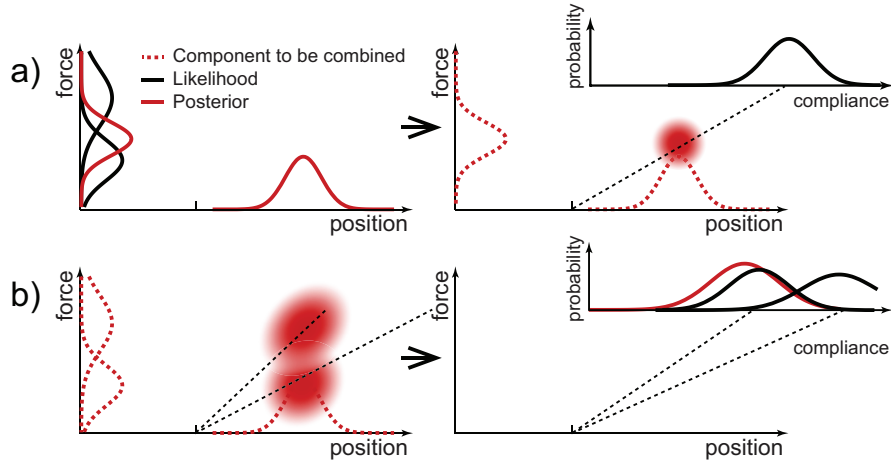 a)
force
Component to be combined
Likelihood
Posterior
position
force
position
probability
compliance
b)
force
position
force
position
probability
compliance